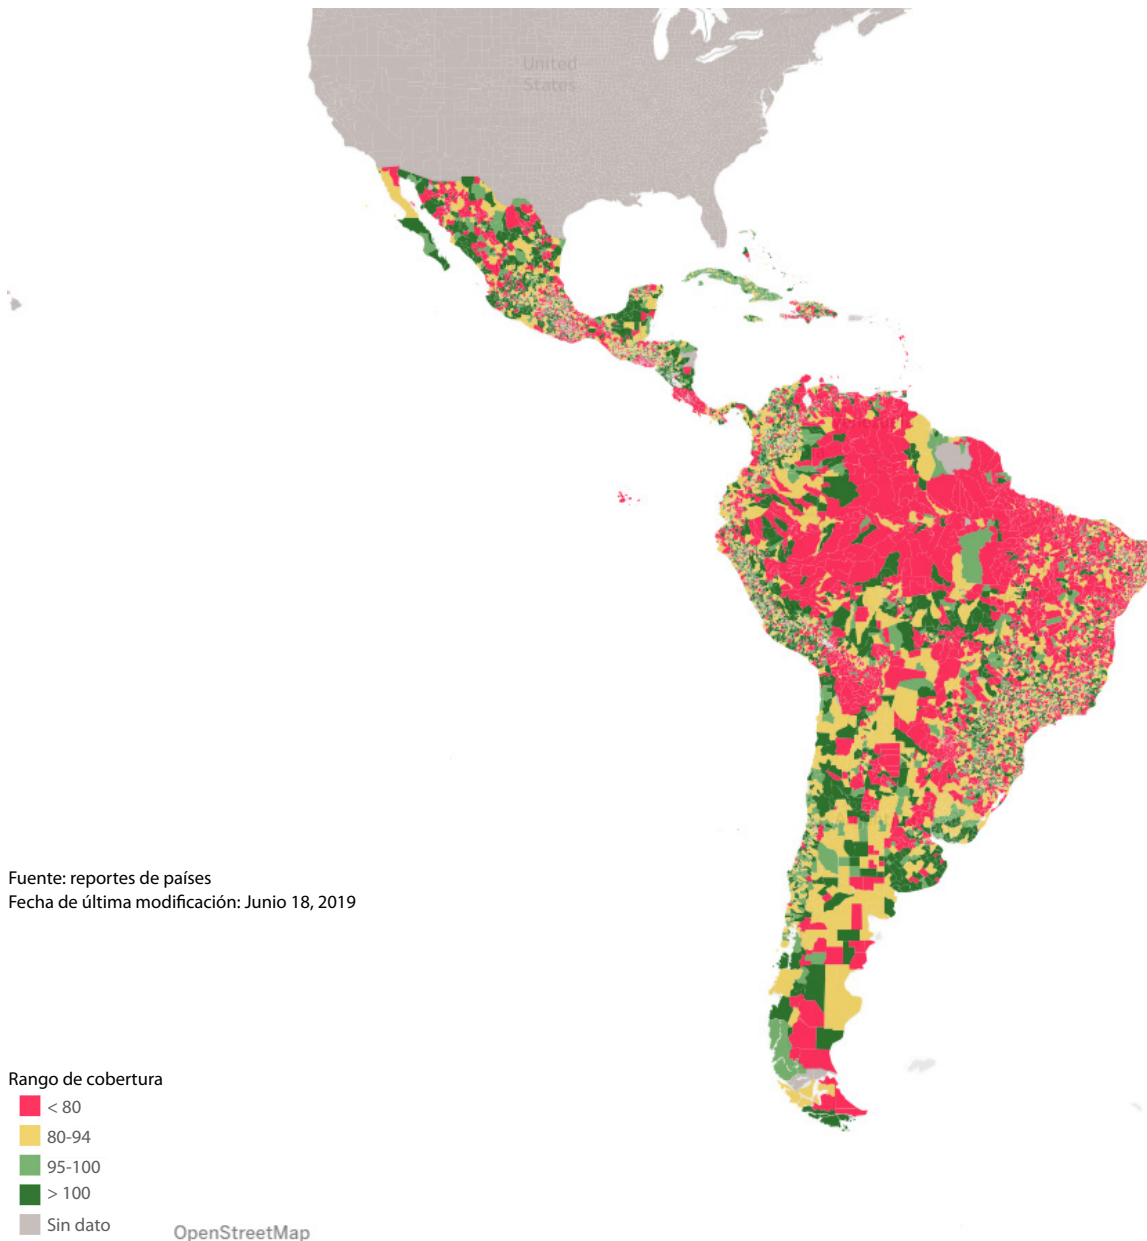 United
States
Fuente: reportes de países
Fecha de última modificación: Junio 18, 2019
Rango de cobertura
< 80
80-94
95-100
> 100
Sin dato
OpenStreetMap